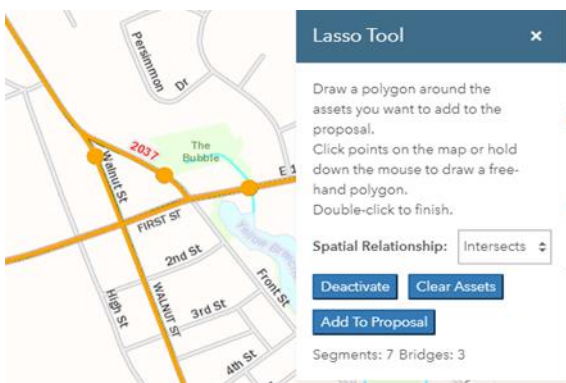 Persimmon
Dr
2037
The
Bubble
Walnut St
E 1
FIRST ST
2nd St
High St
WALNUT ST
3rd St
Front St
4th St
Lasso Tool ×
Draw a polygon around the
assets you want to add to the
proposal.
Click points on the map or hold
down the mouse to draw a free-
hand polygon.
Double-click to finish.
Spatial Relationship: Intersects
Deactivate Clear Assets
Add To Proposal
Segments: 7 Bridges: 3